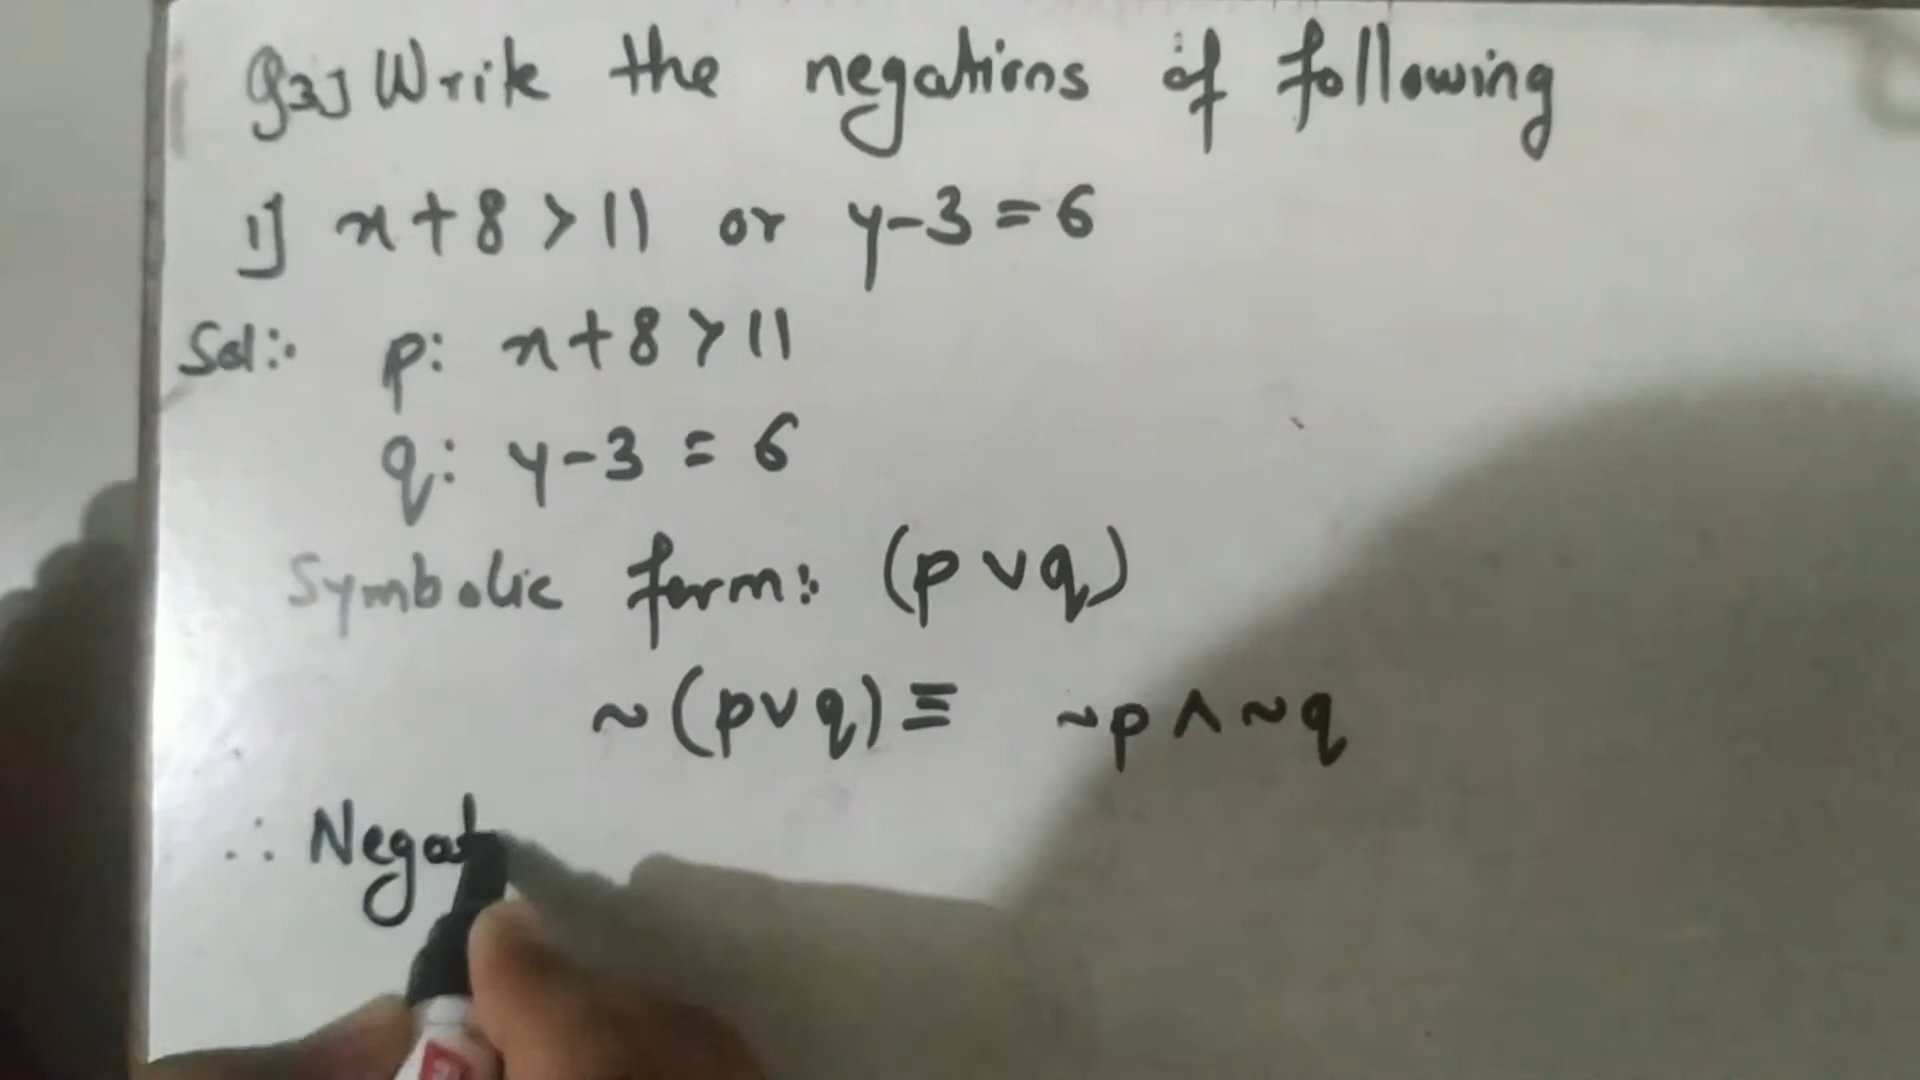 Q3] Write the negations of following
1] x+8 > 11 or y-3 = 6
Sol:- p: x+8 > 11
q: y-3 = 6
Symbolic form:- (p ∨ q)
~(p∨q) ≡ ~p ∧ ~q
∴ Negat